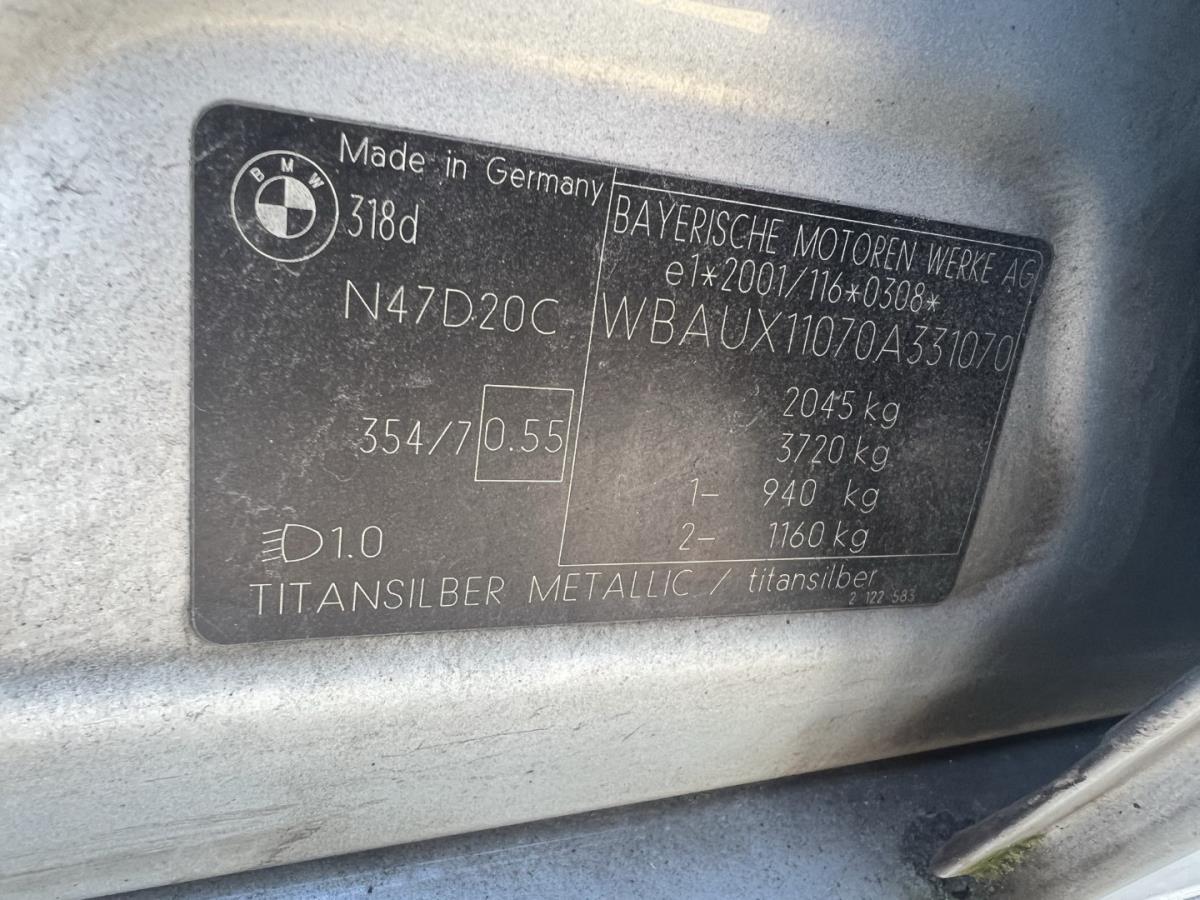 BMW
Made in Germany
318d
N47D20C
354/7 0.55
1.0
BAYERISCHE MOTOREN WERKE AG
e1*2001/116*0308*
WBAUX11070A331070
2045 kg
3720 kg
1- 940 kg
2- 1160 kg
TITANSILBER METALLIC / titansilber
2 122 583